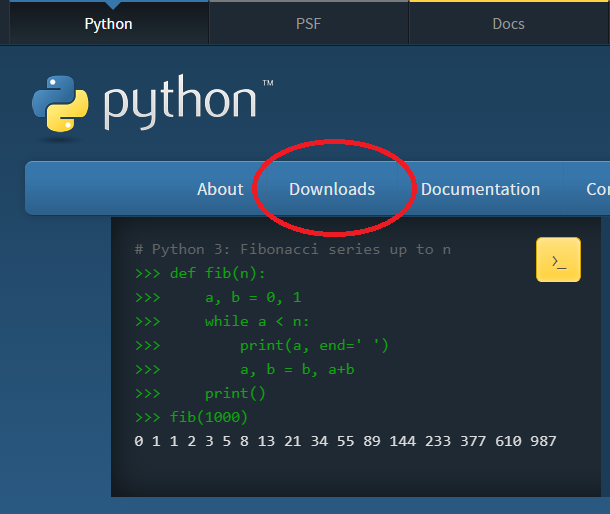 Python PSF Docs
python™
About Downloads Documentation Co
# Python 3: Fibonacci series up to n
>>> def fib(n):
>>>     a, b = 0, 1
>>>     while a < n:
>>>         print(a, end=' ')
>>>         a, b = b, a+b
>>>     print()
>>> fib(1000)
0 1 1 2 3 5 8 13 21 34 55 89 144 233 377 610 987
>_